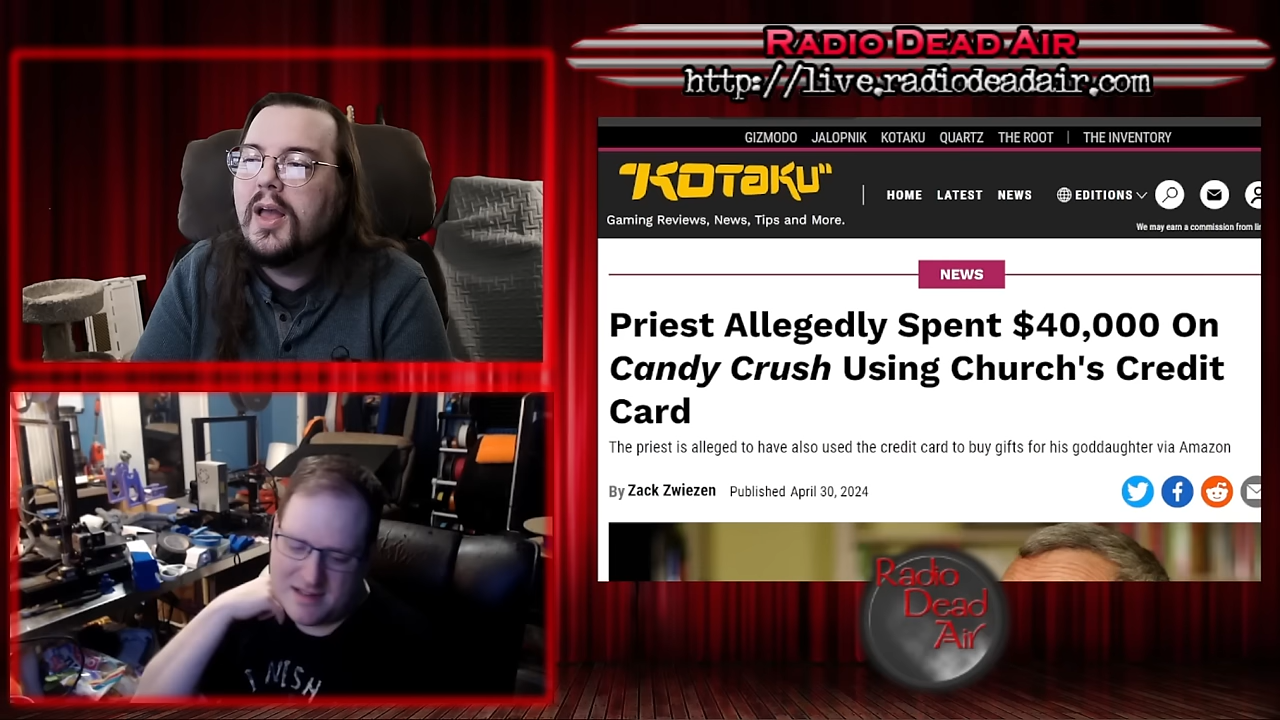 RADIO DEAD AIR
http://live.radiodeadair.com
GIZMODO JALOPNIK KOTAKU QUARTZ THE ROOT | THE INVENTORY
"KOTAKU"
HOME LATEST NEWS EDITIONS
Gaming Reviews, News, Tips and More.
We may earn a commission from
NEWS
Priest Allegedly Spent $40,000 On
Candy Crush Using Church's Credit
Card
The priest is alleged to have also used the credit card to buy gifts for his goddaughter via Amazon
By Zack Zwiezen Published April 30, 2024
Radio
Dead
Air